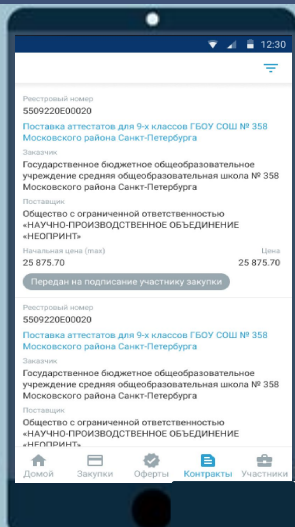 12:30
Реестровый номер
5509220E00020
Поставка аттестатов для 9-х классов ГБОУ СОШ № 358
Московского района Санкт-Петербурга
Заказчик
Государственное бюджетное общеобразовательное
учреждение средняя общеобразовательная школа № 358
Московского района Санкт-Петербурга
Поставщик
Общество с ограниченной ответственностью
«НАУЧНО-ПРОИЗВОДСТВЕННОЕ ОБЪЕДИНЕНИЕ
«НЕОПРИНТ»
Начальная цена (max) Цена
25 875.70 25 875.70
Передан на подписание участнику закупки
Реестровый номер
5509220E00020
Поставка аттестатов для 9-х классов ГБОУ СОШ № 358
Московского района Санкт-Петербурга
Заказчик
Государственное бюджетное общеобразовательное
учреждение средняя общеобразовательная школа № 358
Московского района Санкт-Петербурга
Поставщик
Общество с ограниченной ответственностью
«НАУЧНО-ПРОИЗВОДСТВЕННОЕ ОБЪЕДИНЕНИЕ
«НЕОПРИНТ»
Домой Закупки Оферты Контракты Участники